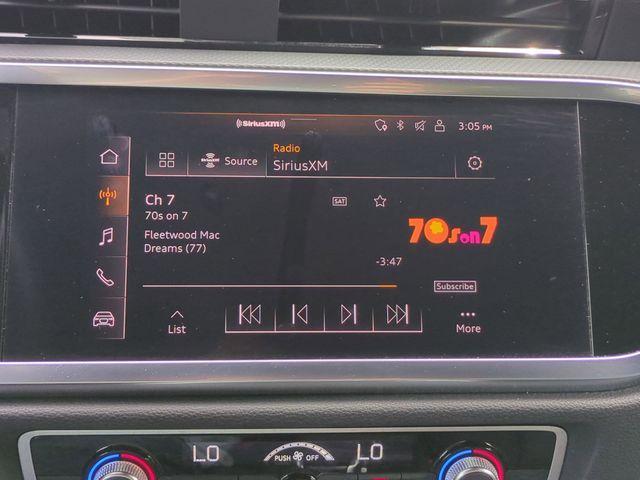 ((SiriusXM))
3:05 PM
Radio
((SiriusXM)) Source
SiriusXM
Ch 7
SAT
70s on 7
Fleetwood Mac
Dreams (77)
70s on 7
-3:47
Subscribe
List
More
LO
LO
PUSH OFF